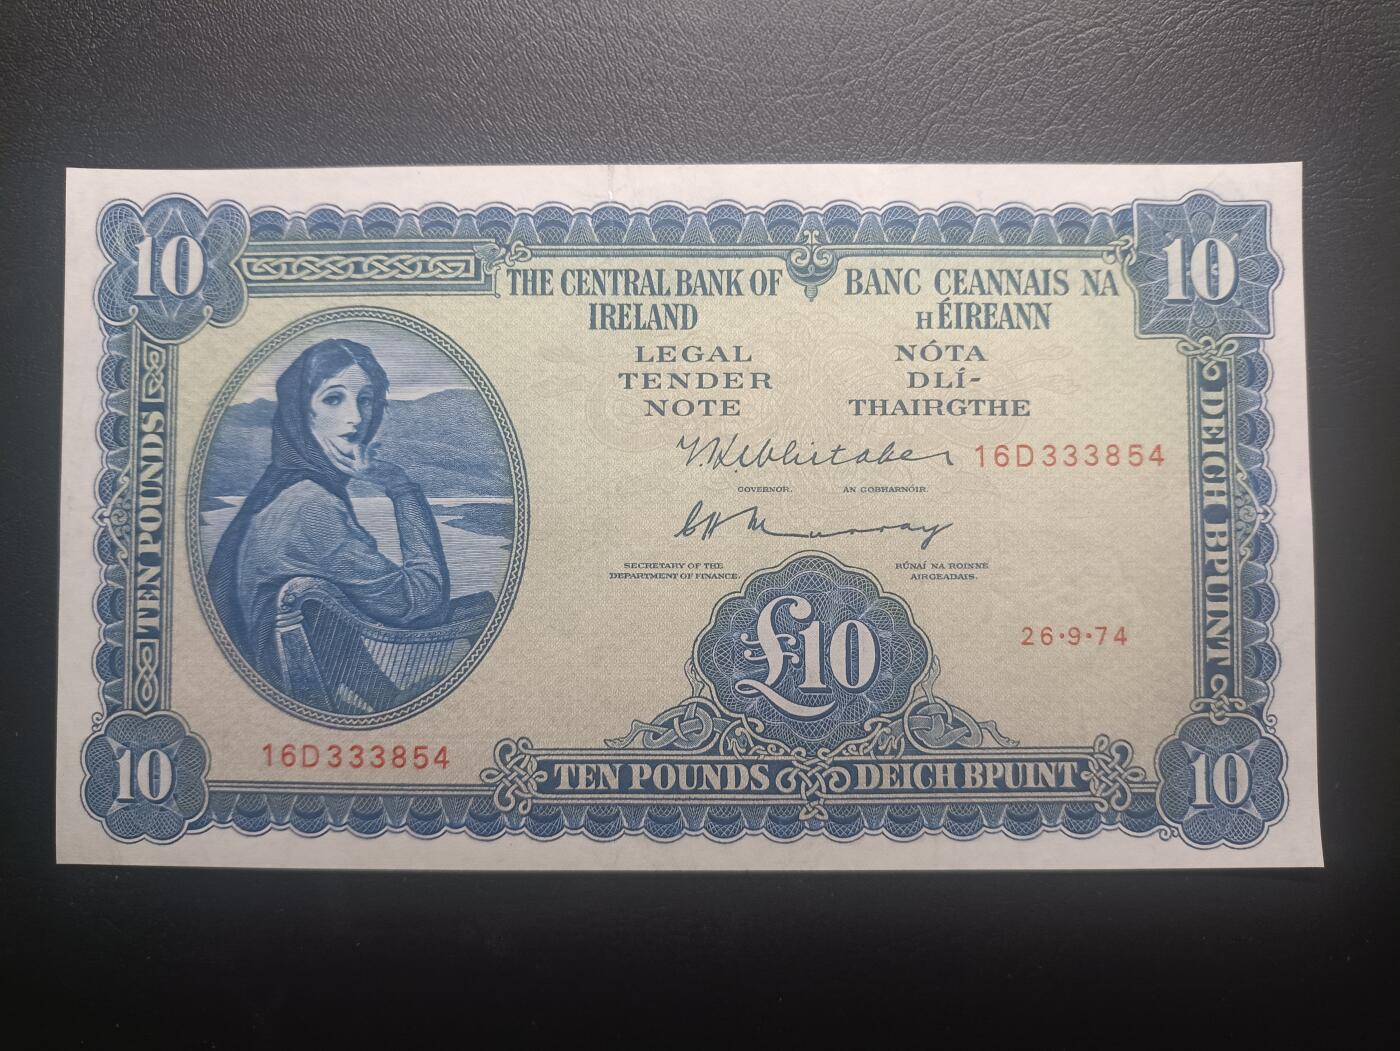 10
10
THE CENTRAL BANK OF
IRELAND
BANC CEANNAIS NA
hÉIREANN
LEGAL
TENDER
NOTE
NÓTA
DLÍ-
THAIRGTHE
T.K. Whitaker
16D333854
GOVERNOR.
AN GOBHARNÓIR.
C H Murray
SECRETARY OF THE
DEPARTMENT OF FINANCE.
RÚNAÍ NA ROINNE
AIRGEADAIS.
TEN POUNDS
DEICH BPUINT
£10
26·9·74
16D333854
10
TEN POUNDS
DEICH BPUINT
10